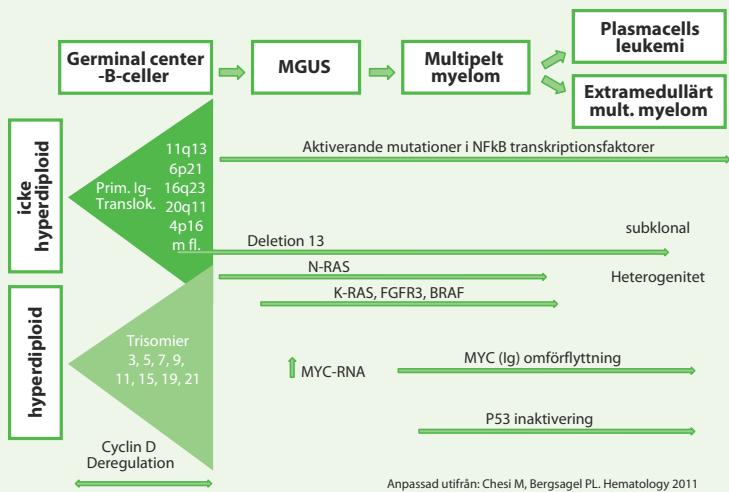 Germinal center
-B-celler
MGUS
Multipelt
myelom
Plasmacells
leukemi
Extramedullärt
mult. myelom
icke
hyperdiploid
Prim. Ig-
Translok.
11q13
6p21
16q23
20q11
4p16
m fl.
Aktiverande mutationer i NFkB transkriptionsfaktorer
Deletion 13
subklonal
N-RAS
Heterogenitet
K-RAS, FGFR3, BRAF
hyperdiploid
Trisomier
3, 5, 7, 9,
11, 15, 19, 21
MYC-RNA
MYC (Ig) omförflyttning
P53 inaktivering
Cyclin D
Deregulation
Anpassad utifrån: Chesi M, Bergsagel PL. Hematology 2011